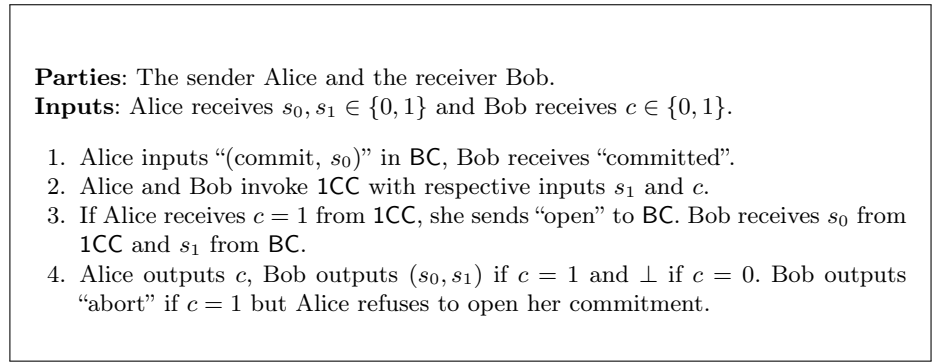 Parties: The sender Alice and the receiver Bob.
Inputs: Alice receives s₀, s₁ ∈ {0, 1} and Bob receives c ∈ {0, 1}.
1. Alice inputs “(commit, s₀)” in BC, Bob receives “committed”.
2. Alice and Bob invoke 1CC with respective inputs s₁ and c.
3. If Alice receives c = 1 from 1CC, she sends “open” to BC. Bob receives s₀ from
1CC and s₁ from BC.
4. Alice outputs c, Bob outputs (s₀, s₁) if c = 1 and ⊥ if c = 0. Bob outputs
“abort” if c = 1 but Alice refuses to open her commitment.